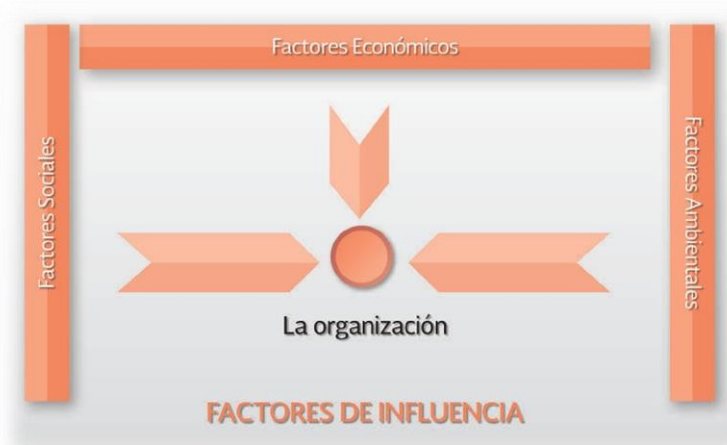 Factores Económicos
Factores Sociales
Factores Ambientales
La organización
FACTORES DE INFLUENCIA